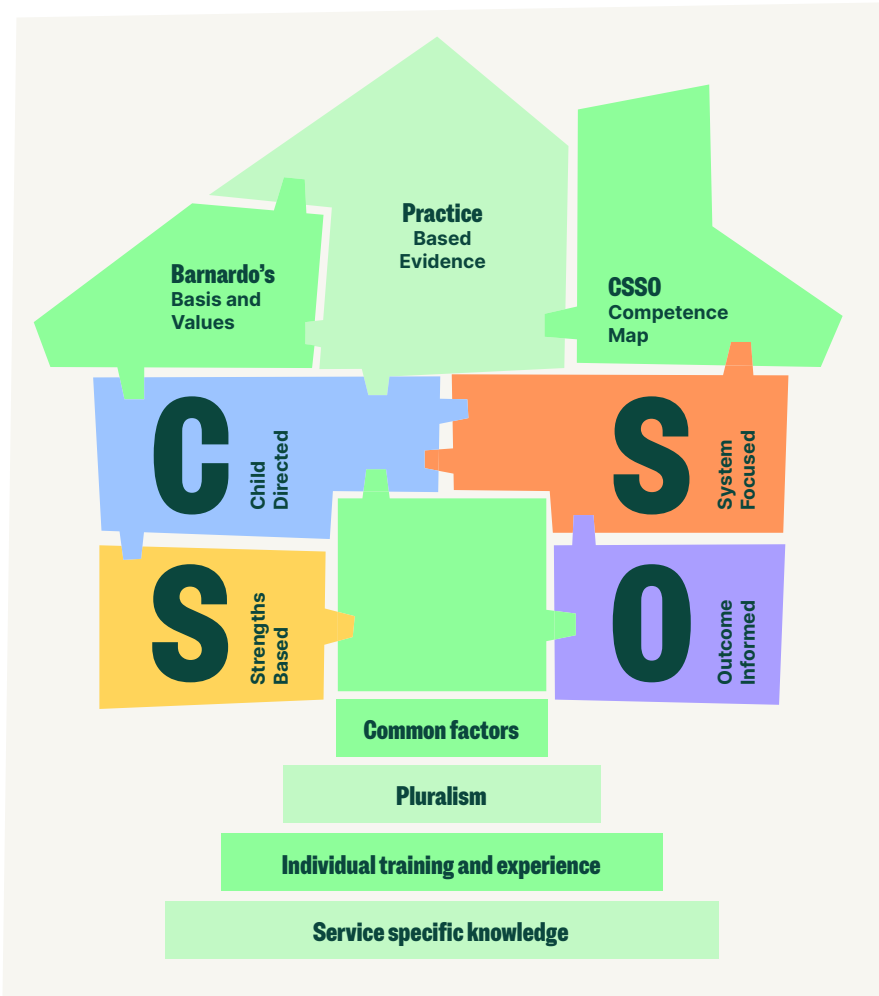 Practice
Based
Evidence
Barnardo's
Basis and
Values
CSSO
Competence
Map
C
Child
Directed
S
System
Focused
S
Strengths
Based
O
Outcome
Informed
Common factors
Pluralism
Individual training and experience
Service specific knowledge